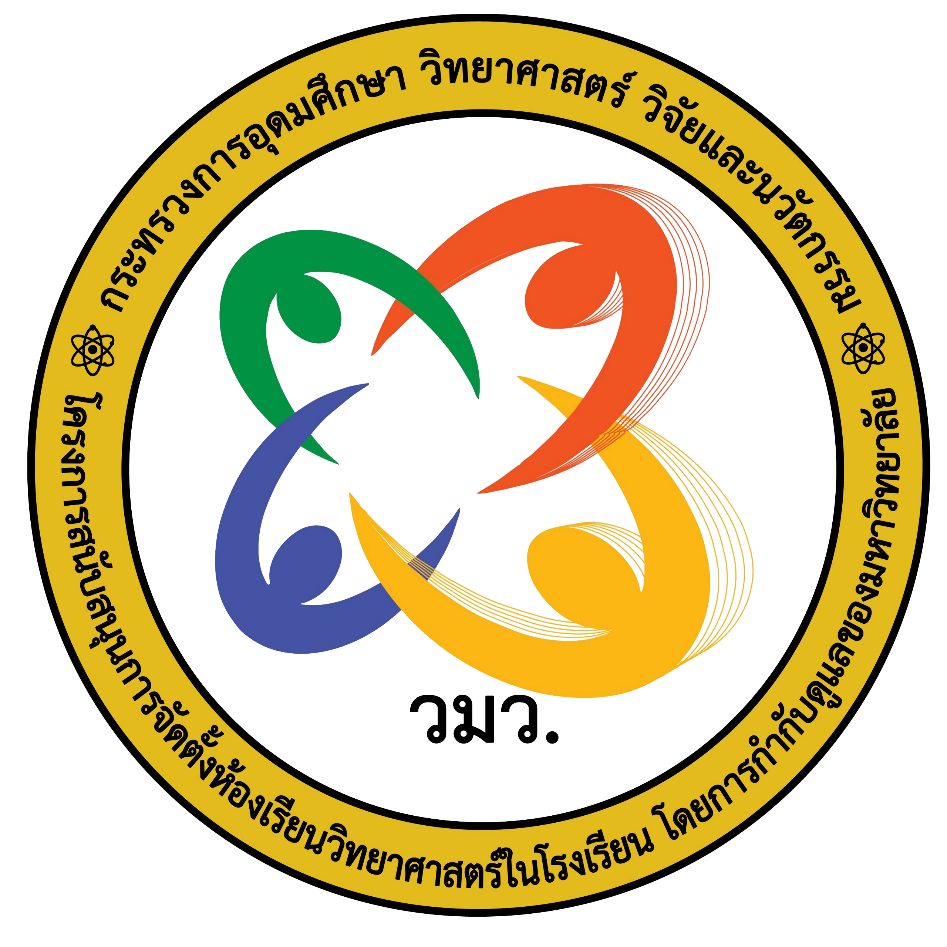 กระทรวงการอุดมศึกษา วิทยาศาสตร์ วิจัยและนวัตกรรม
โครงการสนับสนุนการจัดตั้งห้องเรียนวิทยาศาสตร์ในโรงเรียน โดยการกำกับดูแลของมหาวิทยาลัย
วมว.